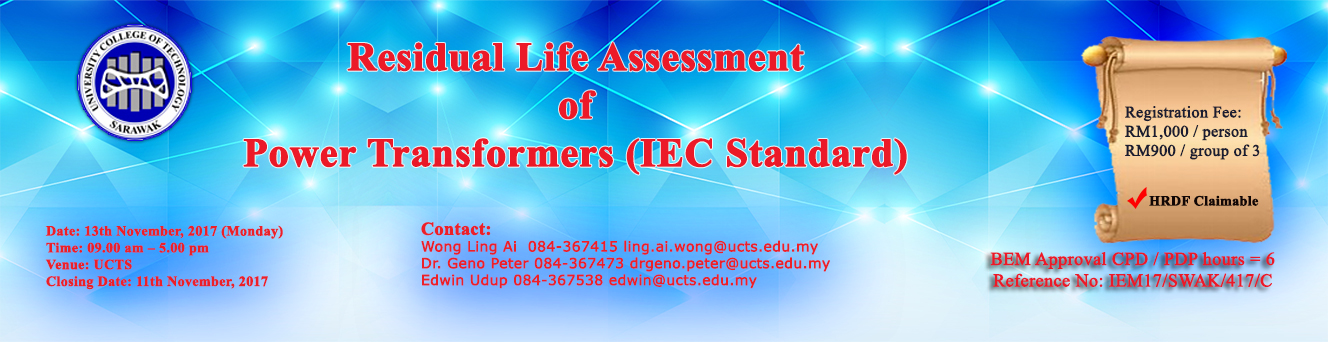 UNIVERSITY COLLEGE OF TECHNOLOGY
SARAWAK
Residual Life Assessment
of
Power Transformers (IEC Standard)
Registration Fee:
RM1,000 / person
RM900 / group of 3
HRDF Claimable
Date: 13th November, 2017 (Monday)
Time: 09.00 am – 5.00 pm
Venue: UCTS
Closing Date: 11th November, 2017
Contact:
Wong Ling Ai 084-367415 ling.ai.wong@ucts.edu.my
Dr. Geno Peter 084-367473 drgeno.peter@ucts.edu.my
Edwin Udup 084-367538 edwin@ucts.edu.my
BEM Approval CPD / PDP hours = 6
Reference No: IEM17/SWAK/417/C